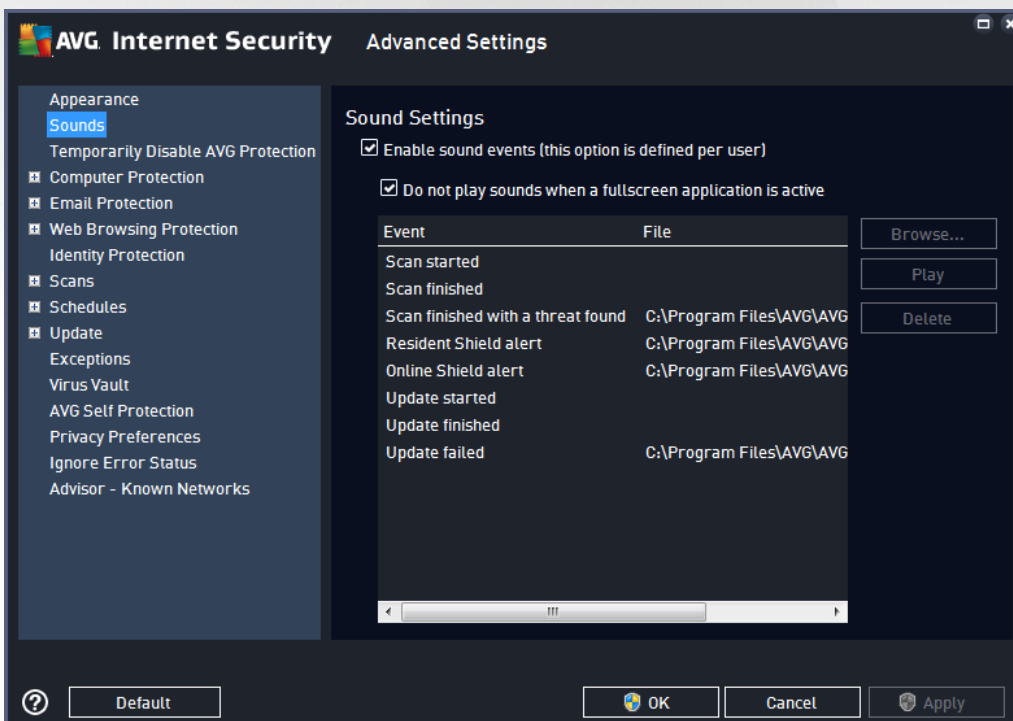 AVG. Internet Security Advanced Settings
Appearance
Sounds
Temporarily Disable AVG Protection
Computer Protection
Email Protection
Web Browsing Protection
Identity Protection
Scans
Schedules
Update
Exceptions
Virus Vault
AVG Self Protection
Privacy Preferences
Ignore Error Status
Advisor - Known Networks
Sound Settings
Enable sound events (this option is defined per user)
Do not play sounds when a fullscreen application is active
Event File
Scan started
Scan finished
Scan finished with a threat found C:\Program Files\AVG\AVG
Resident Shield alert C:\Program Files\AVG\AVG
Online Shield alert C:\Program Files\AVG\AVG
Update started
Update finished
Update failed C:\Program Files\AVG\AVG
Browse...
Play
Delete
? Default OK Cancel Apply